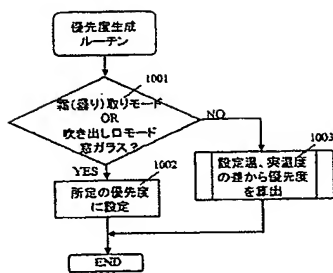 優先度生成
ルーチン
1001
霜(曇り)取りモード
OR
吹き出し口モード
窓ガラス?
NO
1003
設定温、実温度
の差から優先度
を算出
YES
1002
所定の優先度
に設定
END